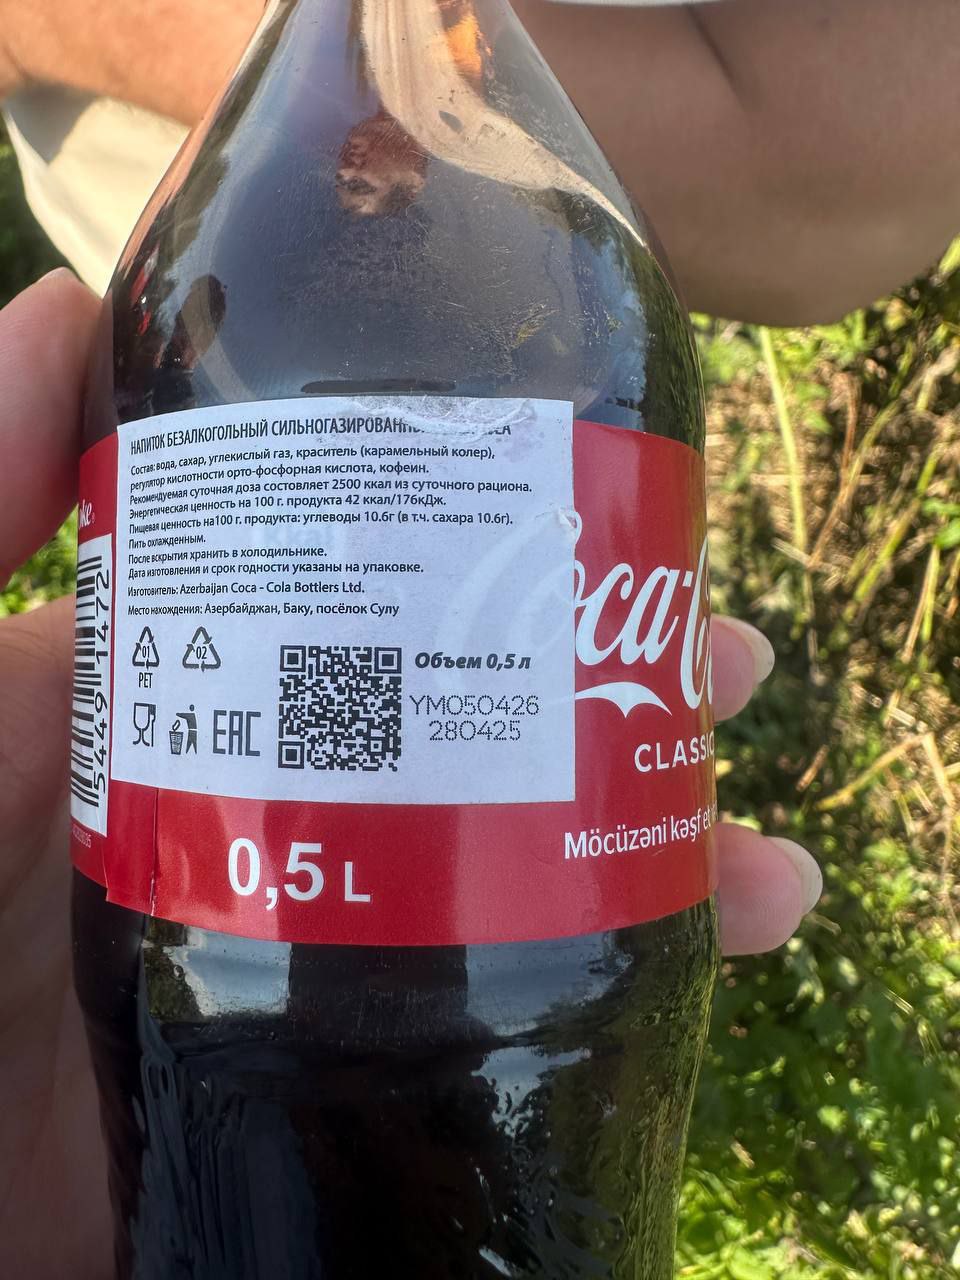 НАПИТОК БЕЗАЛКОГОЛЬНЫЙ СИЛЬНОГАЗИРОВАННЫ
Состав: вода, сахар, углекислый газ, краситель (карамельный колер),
регулятор кислотности орто-фосфорная кислота, кофеин.
Рекомендуемая суточная доза состовляет 2500 ккал из суточного рациона.
Энергетическая ценность на 100 г. продукта 42 ккал/176кДж.
Пищевая ценность на100 г. продукта: углеводы 10.6г (в т.ч. сахара 10.6г).
Пить охлажденным.
После вскрытия хранить в холодильнике.
Дата изготовления и срок годности указаны на упаковке.
Изготовитель: Azerbaijan Coca - Cola Bottlers Ltd.
Место нахождения: Азербайджан, Баку, посёлок Сулу
01
PET
02
EAC
Объем 0,5 л
YM050426
280425
5449 1472
Coca-C
CLASSIC
Möcüzəni kəşf et
0,5 L